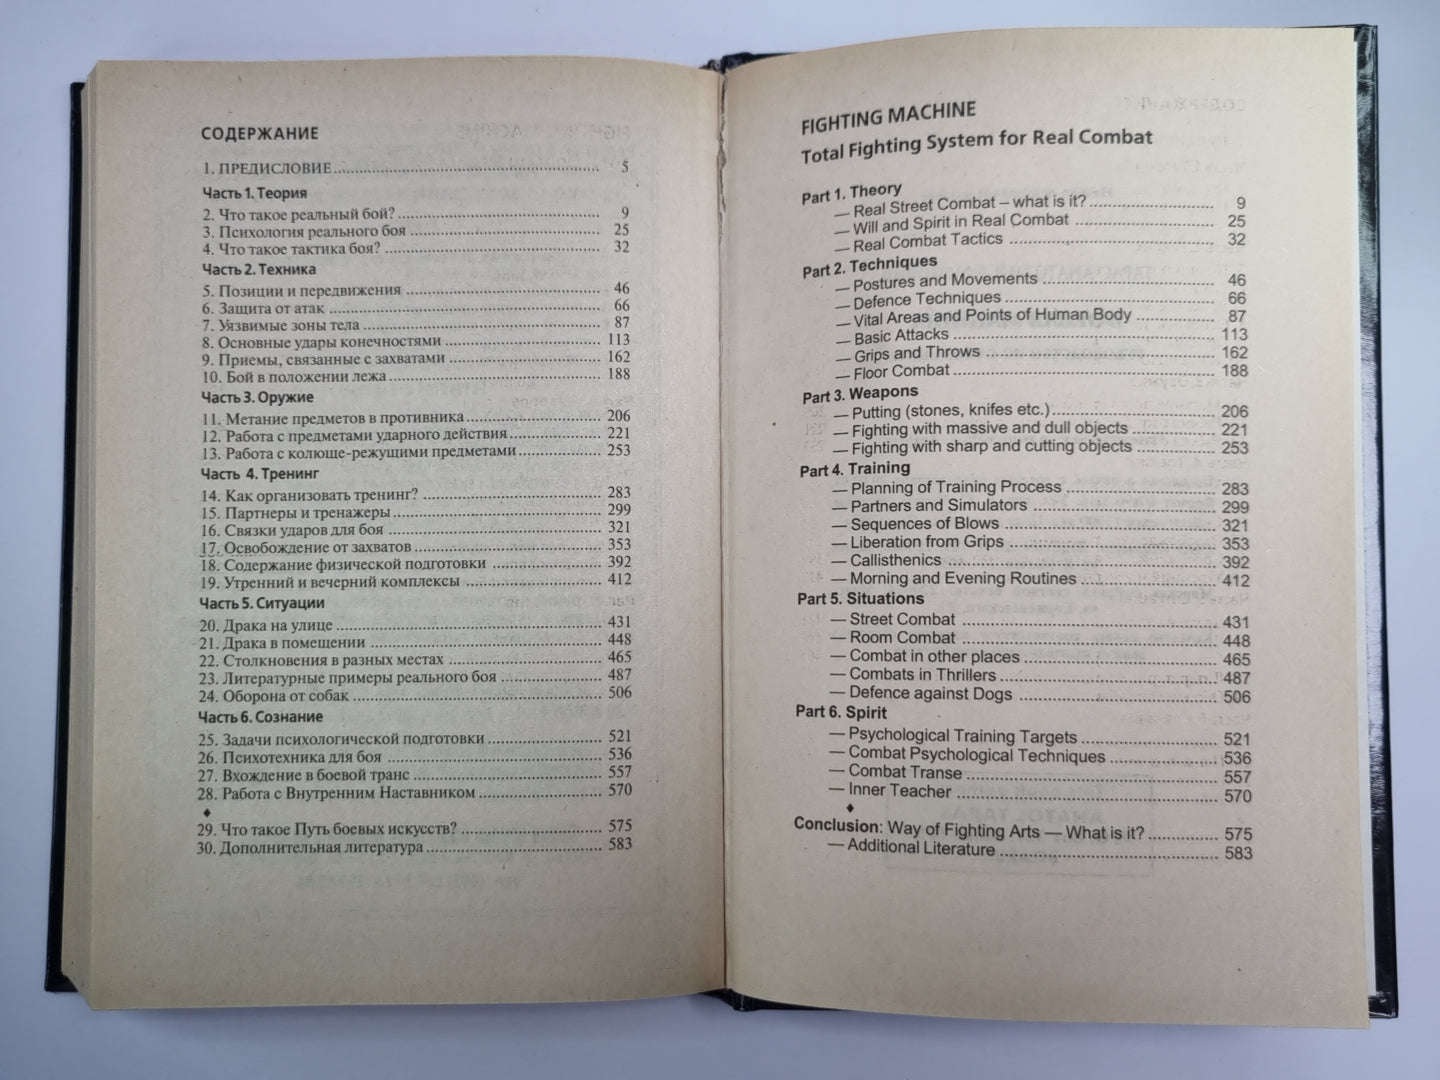 СОДЕРЖАНИЕ
1. ПРЕДИСЛОВИЕ........ 5
Часть 1. Теория
2. Что такое реальный бой? ........ 9
3. Психология реального боя ........ 25
4. Что такое тактика боя? ........ 32
Часть 2. Техника
5. Позиции и передвижения ........ 46
6. Защита от атак ........ 66
7. Уязвимые зоны тела ........ 87
8. Основные удары конечностями ........ 113
9. Приемы, связанные с захватами ........ 162
10. Бой в положении лежа ........ 188
Часть 3. Оружие
11. Метание предметов в противника ........ 206
12. Работа с предметами ударного действия ........ 221
13. Работа с колюще-режущими предметами ........ 253
Часть 4. Тренинг
14. Как организовать тренинг? ........ 283
15. Партнеры и тренажеры ........ 299
16. Связки ударов для боя ........ 321
17. Освобождение от захватов ........ 353
18. Содержание физической подготовки ........ 392
19. Утренний и вечерний комплексы ........ 412
Часть 5. Ситуации
20. Драка на улице ........ 431
21. Драка в помещении ........ 448
22. Столкновения в разных местах ........ 465
23. Литературные примеры реального боя ........ 487
24. Оборона от собак ........ 506
Часть 6. Сознание
25. Задачи психологической подготовки ........ 521
26. Психотехника для боя ........ 536
27. Вхождение в боевой транс ........ 557
28. Работа с Внутренним Наставником ........ 570
♦
29. Что такое Путь боевых искусств? ........ 575
30. Дополнительная литература ........ 583
FIGHTING MACHINE
Total Fighting System for Real Combat
Part 1. Theory
— Real Street Combat – what is it? ........ 9
— Will and Spirit in Real Combat ........ 25
— Real Combat Tactics ........ 32
Part 2. Techniques
— Postures and Movements ........ 46
— Defence Techniques ........ 66
— Vital Areas and Points of Human Body ........ 87
— Basic Attacks ........ 113
— Grips and Throws ........ 162
— Floor Combat ........ 188
Part 3. Weapons
— Putting (stones, knifes etc.) ........ 206
— Fighting with massive and dull objects ........ 221
— Fighting with sharp and cutting objects ........ 253
Part 4. Training
— Planning of Training Process ........ 283
— Partners and Simulators ........ 299
— Sequences of Blows ........ 321
— Liberation from Grips ........ 353
— Callisthenics ........ 392
— Morning and Evening Routines ........ 412
Part 5. Situations
— Street Combat ........ 431
— Room Combat ........ 448
— Combat in other places ........ 465
— Combats in Thrillers ........ 487
— Defence against Dogs ........ 506
Part 6. Spirit
— Psychological Training Targets ........ 521
— Combat Psychological Techniques ........ 536
— Combat Transe ........ 557
— Inner Teacher ........ 570
♦
Conclusion: Way of Fighting Arts — What is it? ........ 575
— Additional Literature ........ 583